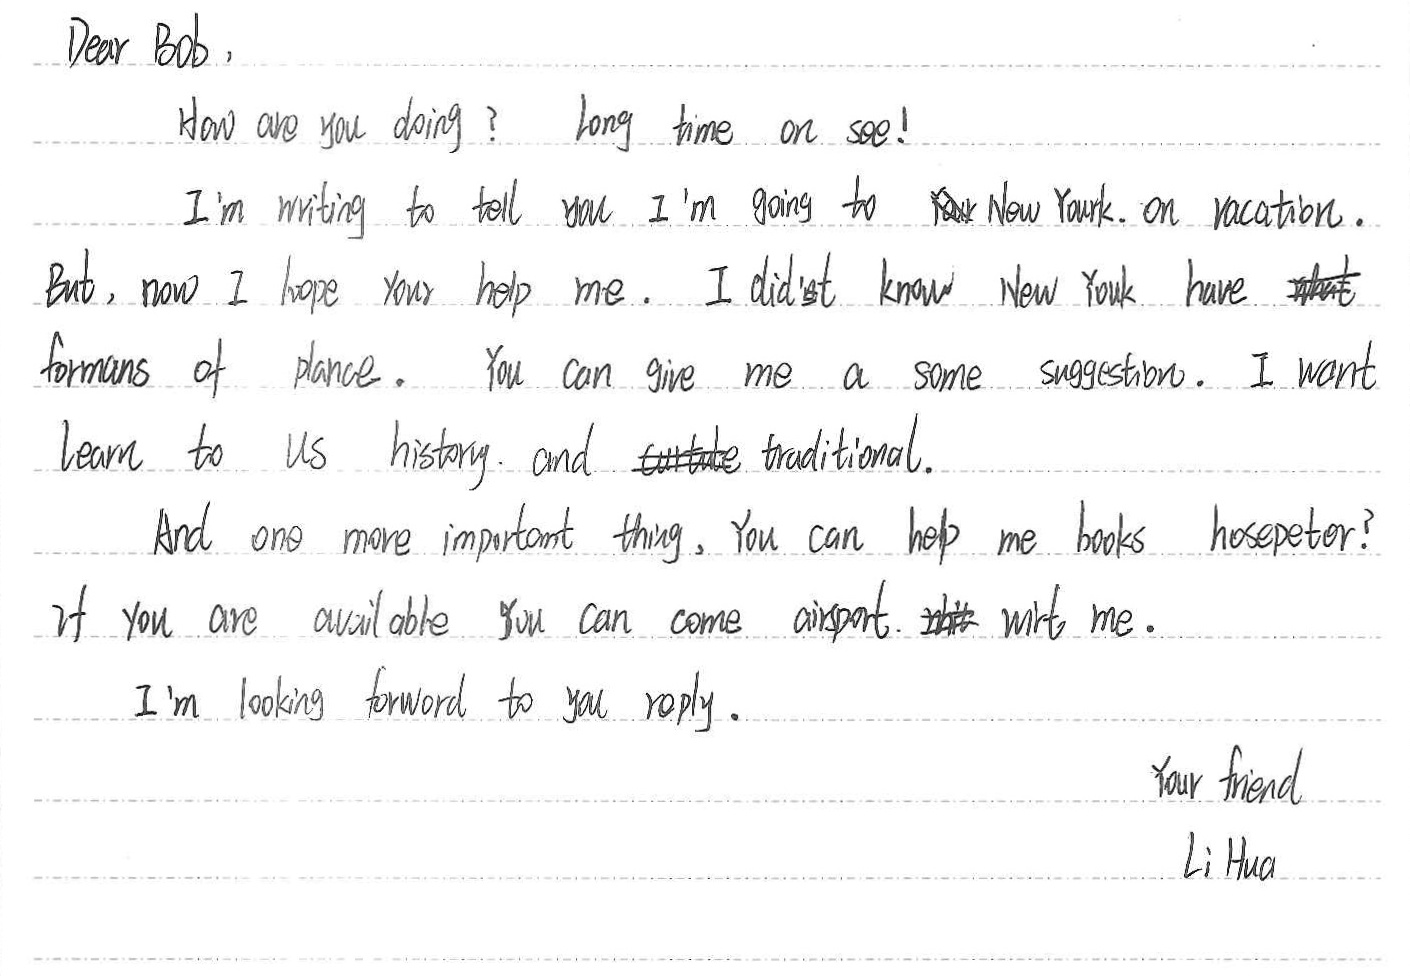 Dear Bob,
How are you doing? Long time on see!
I'm writing to tell you I'm going to New Yourk. on vacation.
But, now I hope your help me. I did'st know New Youk have
formans of plance. You can give me a some suggestion. I want
learn to Us history. and traditional.
And one more important thing, You can help me books hosepetor?
if you are available you can come airsport. wirt me.
I'm looking forword to you reply.
Your friend
Li Hua